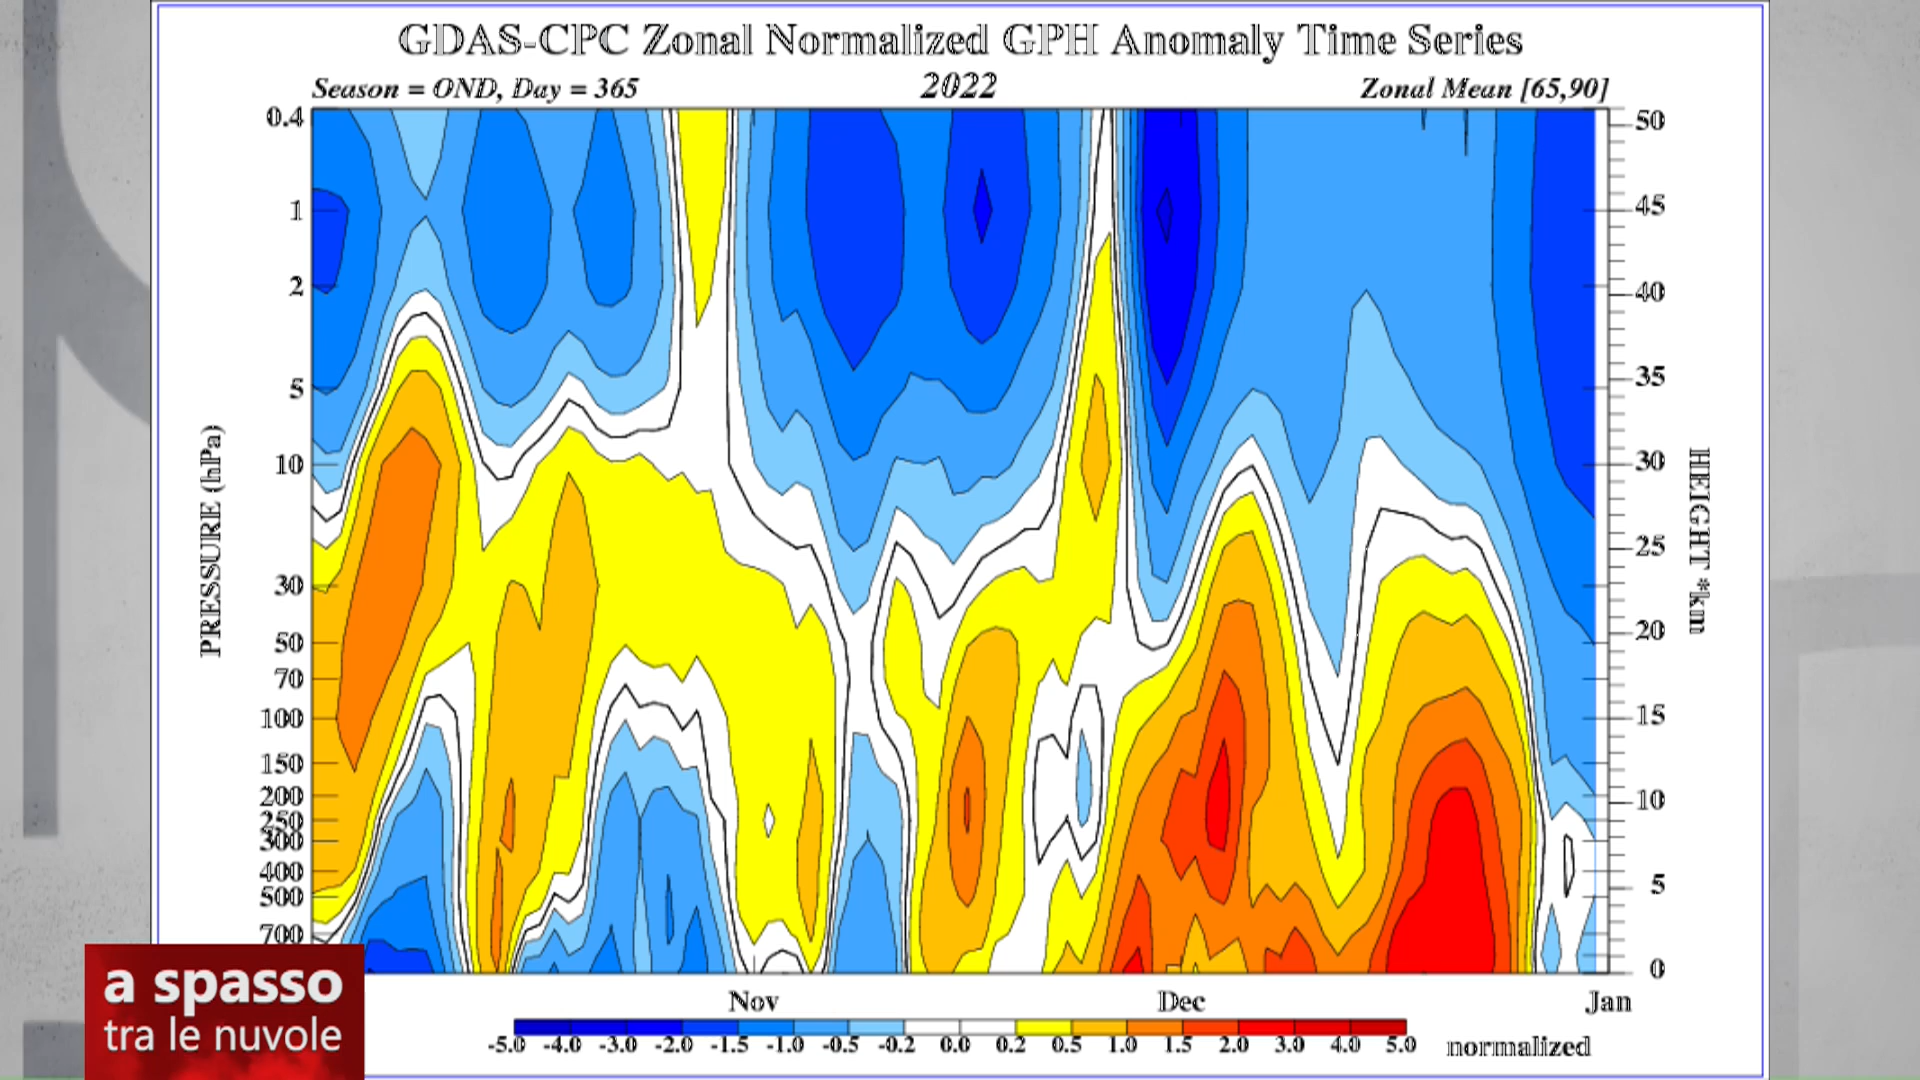 GDAS-CPC Zonal Normalized GPH Anomaly Time Series
Season = OND, Day = 365
2022
Zonal Mean [65,90]
0.4
1
2
5
10
30
50
70
100
150
200
250
300
400
500
700
PRESSURE (hPa)
50
45
40
35
30
25
20
15
10
5
0
HEIGHT *km
Nov
Dec
Jan
-5.0 -4.0 -3.0 -2.0 -1.5 -1.0 -0.5 -0.2 0.0 0.2 0.5 1.0 1.5 2.0 3.0 4.0 5.0
normalized
a spasso
tra le nuvole